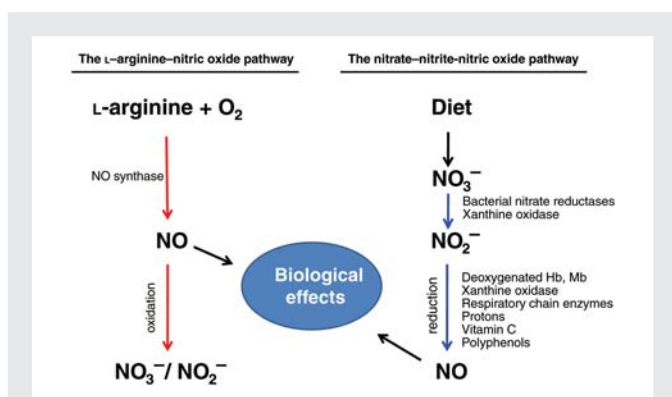 The L–arginine–nitric oxide pathway
The nitrate–nitrite-nitric oxide pathway
L-arginine + O₂
NO synthase
NO
oxidation
NO₃⁻/ NO₂⁻
Biological
effects
Diet
NO₃⁻
Bacterial nitrate reductases
Xanthine oxidase
NO₂⁻
reduction
Deoxygenated Hb, Mb
Xanthine oxidase
Respiratory chain enzymes
Protons
Vitamin C
Polyphenols
NO